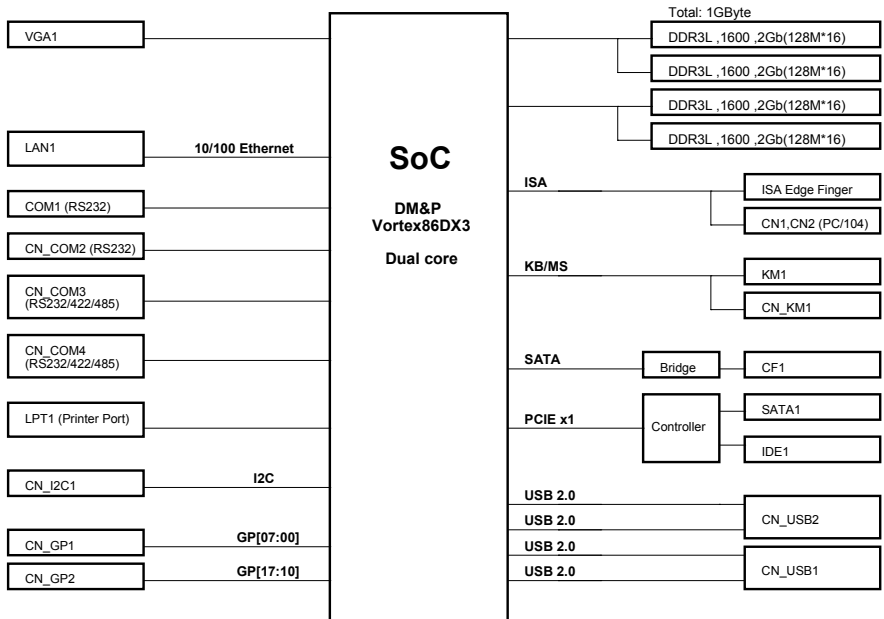 Total: 1GByte
VGA1
DDR3L ,1600 ,2Gb(128M*16)
DDR3L ,1600 ,2Gb(128M*16)
DDR3L ,1600 ,2Gb(128M*16)
DDR3L ,1600 ,2Gb(128M*16)
LAN1
10/100 Ethernet
SoC
DM&P
Vortex86DX3
Dual core
COM1 (RS232)
CN_COM2 (RS232)
CN_COM3
(RS232/422/485)
CN_COM4
(RS232/422/485)
LPT1 (Printer Port)
CN_I2C1
I2C
CN_GP1
GP[07:00]
CN_GP2
GP[17:10]
ISA
ISA Edge Finger
CN1,CN2 (PC/104)
KB/MS
KM1
CN_KM1
SATA
Bridge
CF1
PCIE x1
Controller
SATA1
IDE1
USB 2.0
USB 2.0
CN_USB2
USB 2.0
USB 2.0
CN_USB1